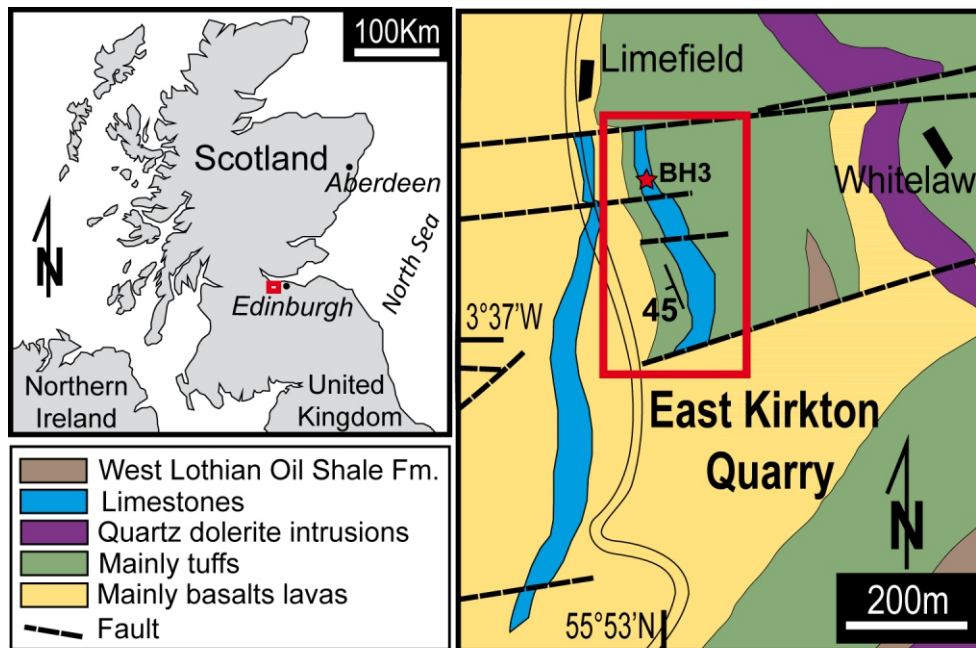 100Km
Scotland
Aberdeen
North Sea
N
Edinburgh
Northern
Ireland
United
Kingdom
West Lothian Oil Shale Fm.
Limestones
Quartz dolerite intrusions
Mainly tuffs
Mainly basalts lavas
Fault
Limefield
BH3
Whitelaw
45
3°37'W
East Kirkton
Quarry
N
200m
55°53'N